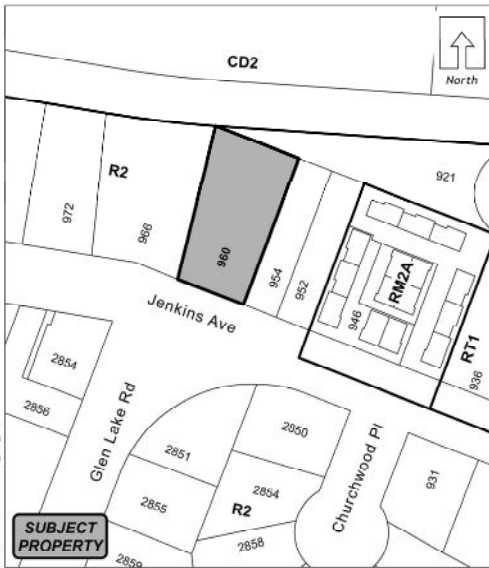 CD2
North
R2
972
966
960
954
952
921
946
RM2A
RT1
936
Jenkins Ave
2854
2856
Glen Lake Rd
2851
2850
2855
2854
R2
2858
2859
Churchwood Pl
931
SUBJECT
PROPERTY